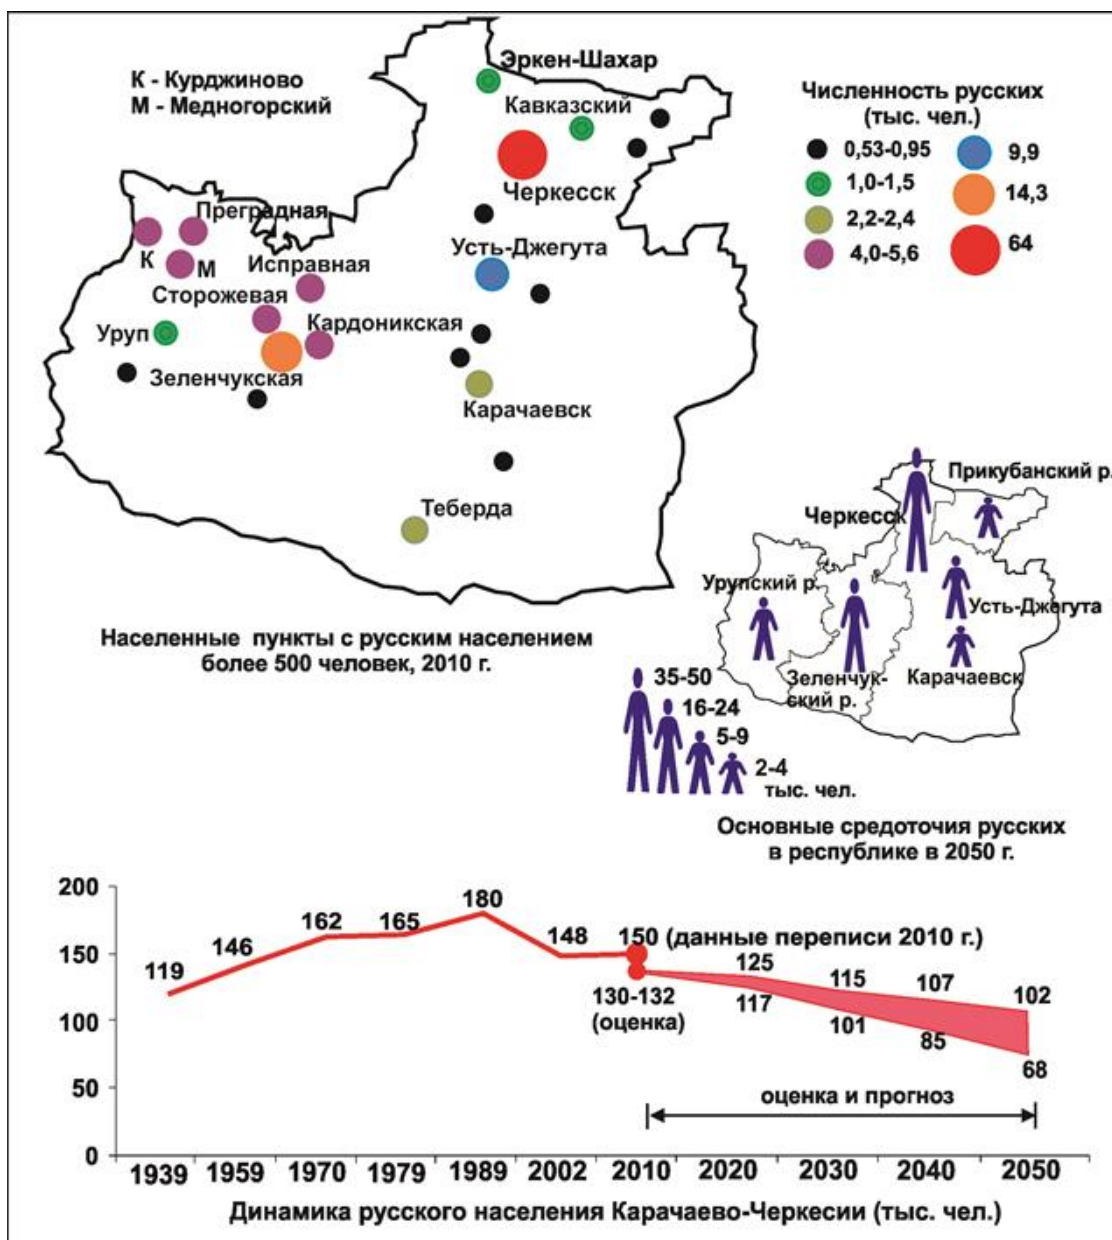 К - Курджиново
М - Медногорский
Эркен-Шахар
Кавказский
Черкесск
Преградная
К
М
Усть-Джегута
Исправная
Сторожевая
Кардоникская
Уруп
Зеленчукская
Карачаевск
Теберда
Численность русских
(тыс. чел.)
0,53-0,95
9,9
1,0-1,5
14,3
2,2-2,4
4,0-5,6
64
Населенные пункты с русским населением
более 500 человек, 2010 г.
Прикубанский р.
Черкесск
Урупский р.
Усть-Джегута
Зеленчук-
ский р.
Карачаевск
35-50
16-24
5-9
2-4
тыс. чел.
Основные средоточия русских
в республике в 2050 г.
200
150
100
50
0
119
146
162
165
180
148
150 (данные переписи 2010 г.)
130-132
(оценка)
125
117
115
101
107
85
102
68
оценка и прогноз
1939 1959 1970 1979 1989 2002 2010 2020 2030 2040 2050
Динамика русского населения Карачаево-Черкесии (тыс. чел.)